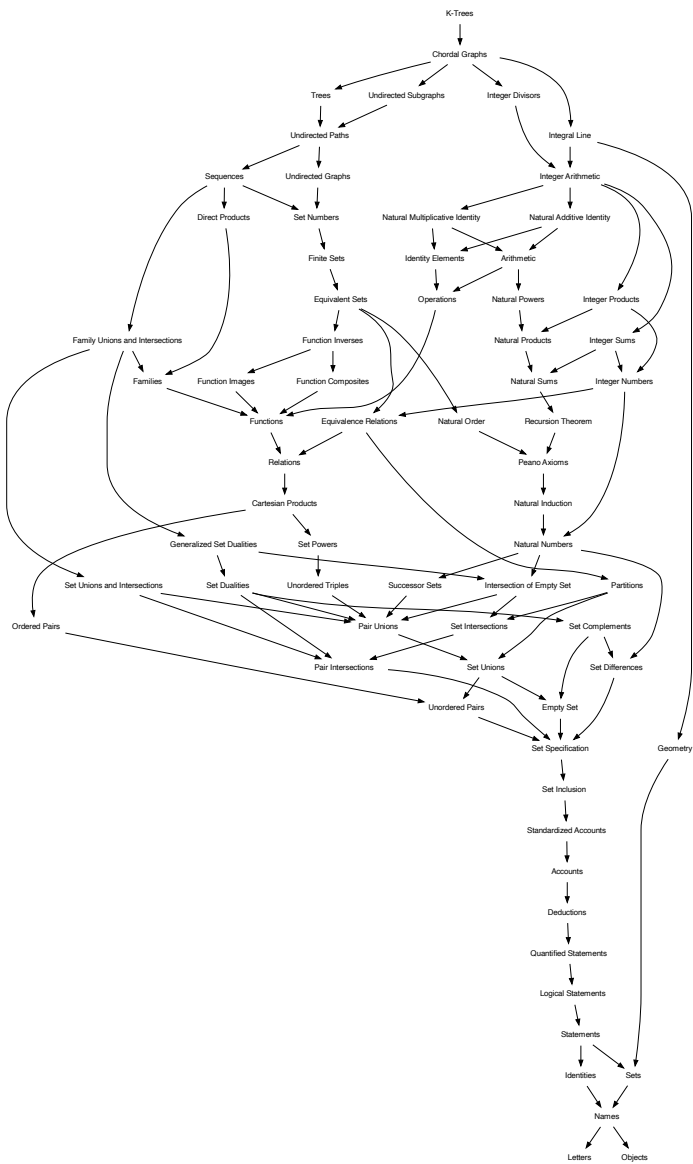 K-Trees
Chordal Graphs
Trees
Undirected Subgraphs
Integer Divisors
Undirected Paths
Integral Line
Sequences
Undirected Graphs
Integer Arithmetic
Direct Products
Set Numbers
Natural Multiplicative Identity
Natural Additive Identity
Finite Sets
Identity Elements
Arithmetic
Equivalent Sets
Operations
Natural Powers
Integer Products
Family Unions and Intersections
Function Inverses
Natural Products
Integer Sums
Families
Function Images
Function Composites
Natural Sums
Integer Numbers
Functions
Equivalence Relations
Natural Order
Recursion Theorem
Relations
Peano Axioms
Cartesian Products
Natural Induction
Generalized Set Dualities
Set Powers
Natural Numbers
Set Unions and Intersections
Set Dualities
Unordered Triples
Successor Sets
Intersection of Empty Set
Partitions
Ordered Pairs
Pair Unions
Set Intersections
Set Complements
Pair Intersections
Set Unions
Set Differences
Unordered Pairs
Empty Set
Set Specification
Geometry
Set Inclusion
Standardized Accounts
Accounts
Deductions
Quantified Statements
Logical Statements
Statements
Identities
Sets
Names
Letters
Objects